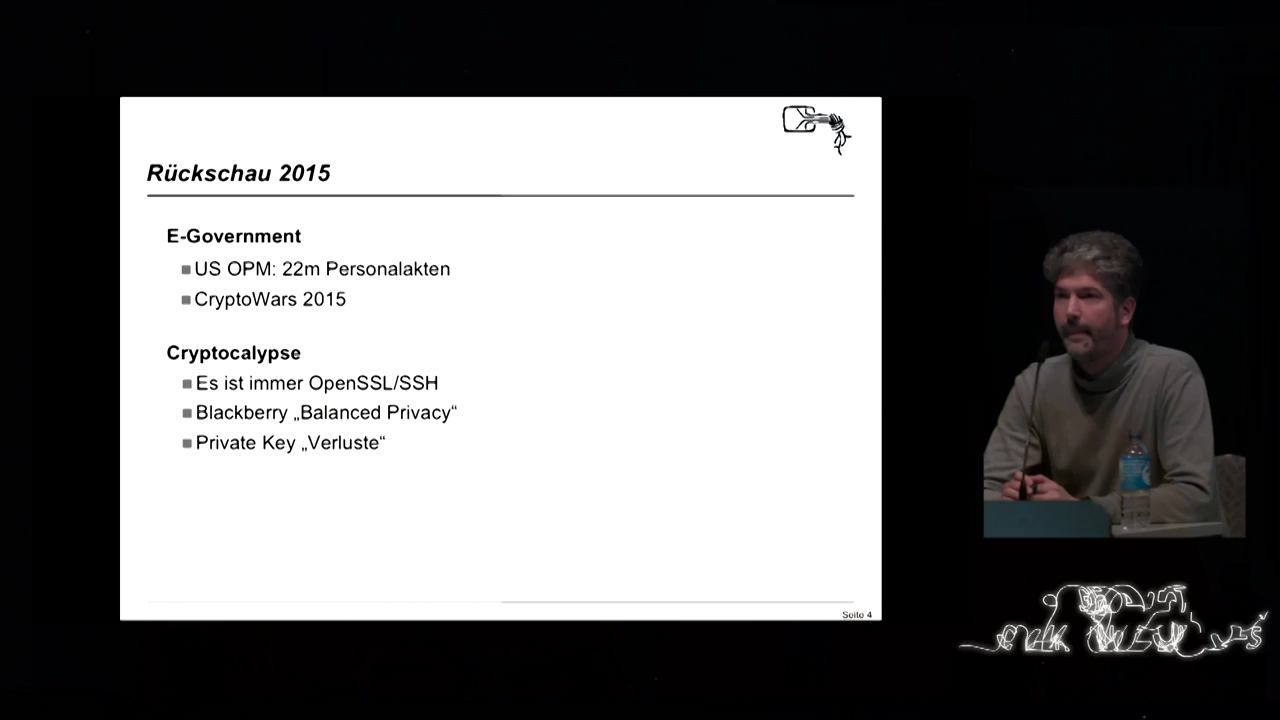 Rückschau 2015
E-Government
US OPM: 22m Personalakten
CryptoWars 2015
Cryptocalypse
Es ist immer OpenSSL/SSH
Blackberry „Balanced Privacy“
Private Key „Verluste“
Seite 4